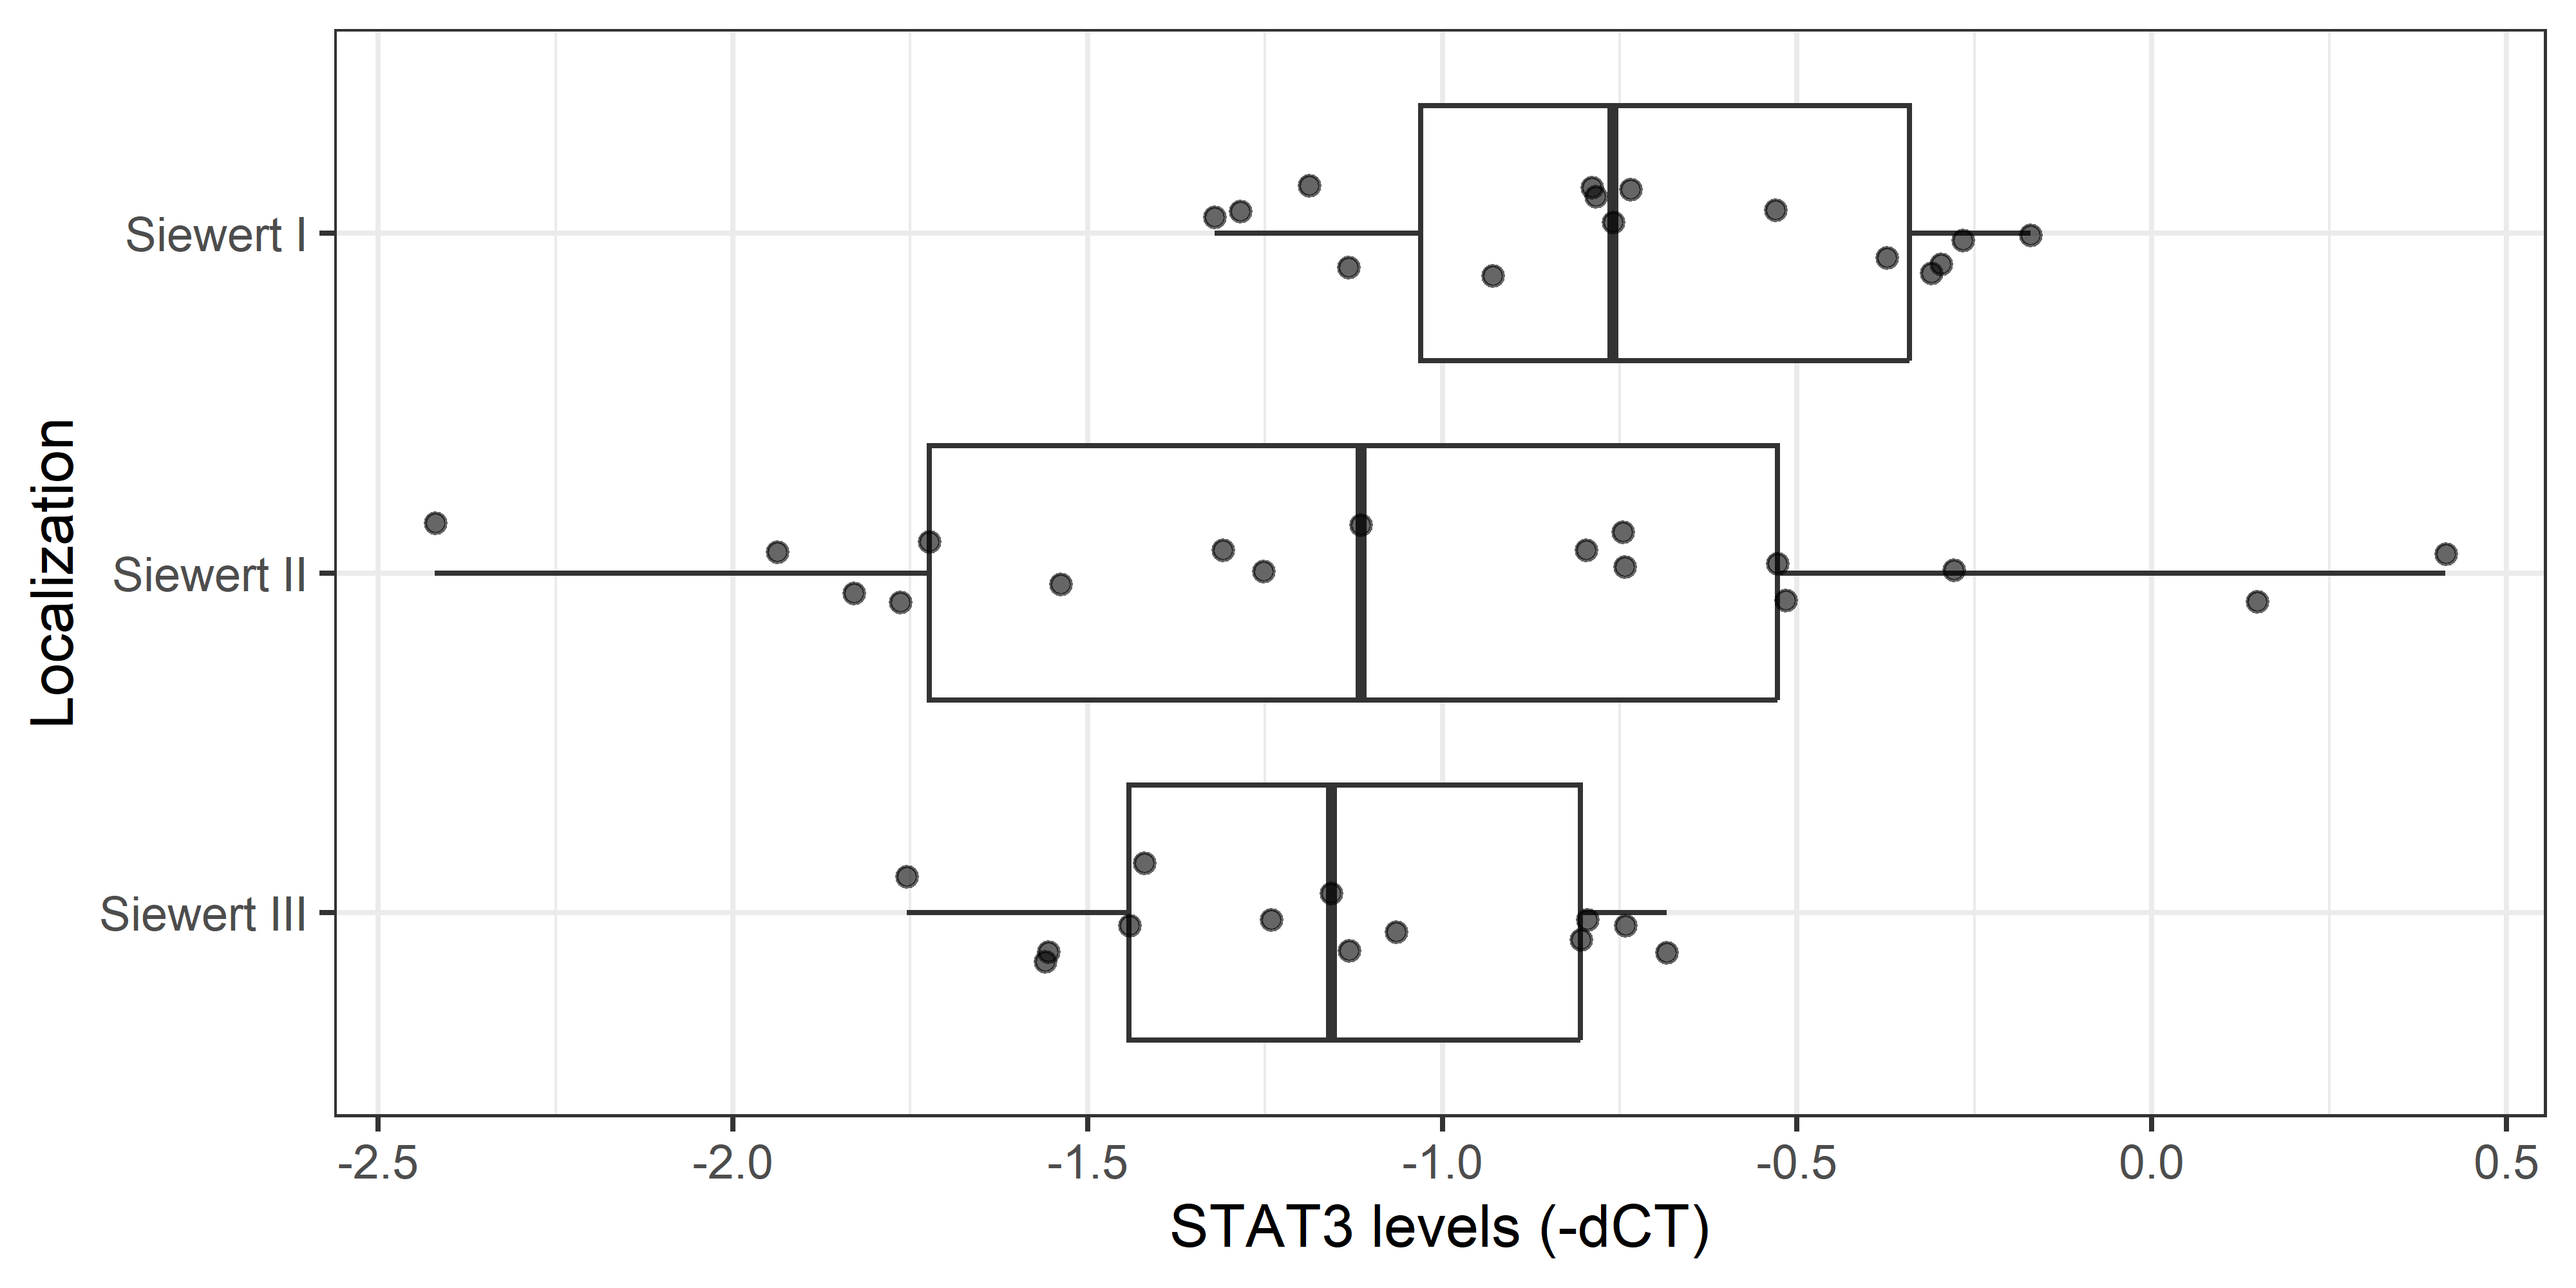 Localization
Siewert I
Siewert II
Siewert III
-2.5 -2.0 -1.5 -1.0 -0.5 0.0 0.5
STAT3 levels (-dCT)